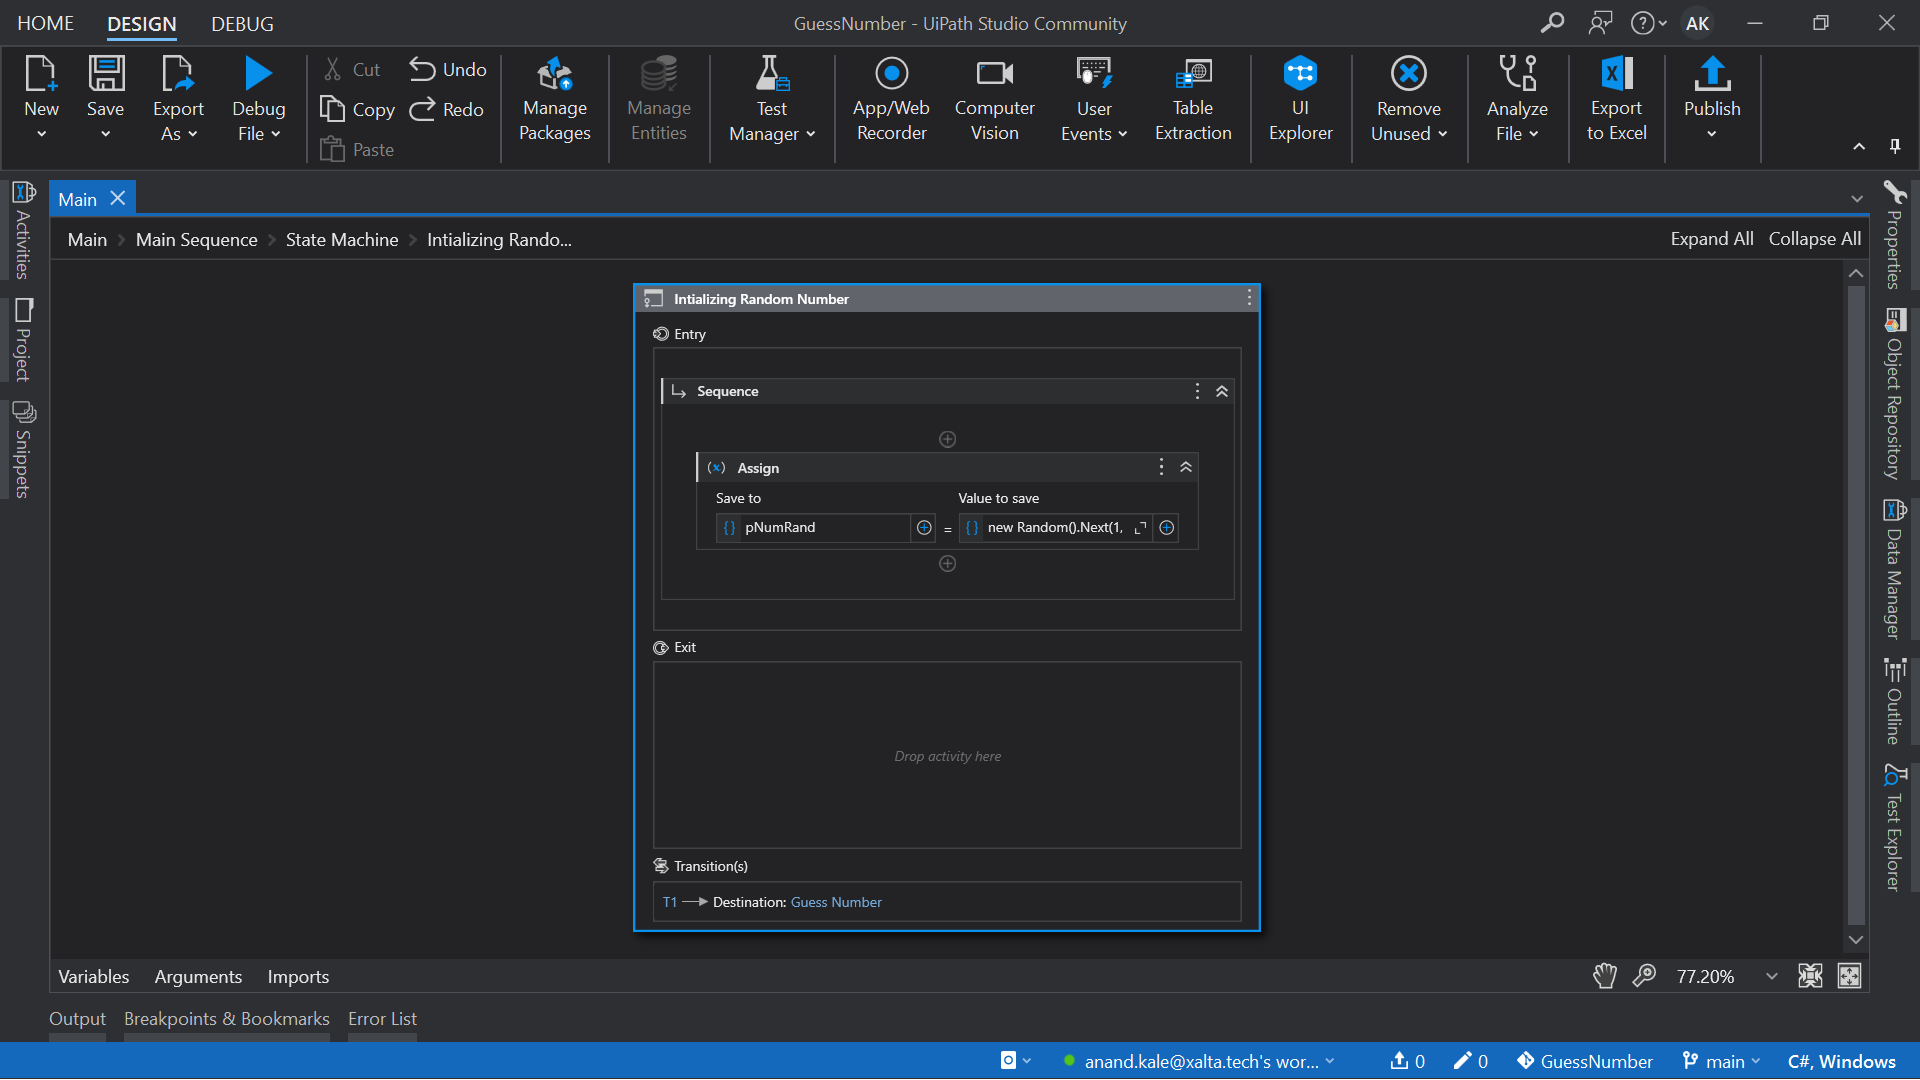 HOME DESIGN DEBUG
GuessNumber - UiPath Studio Community
AK
New
Save
Export
As
Debug
File
Cut
Copy
Paste
Undo
Redo
Manage
Packages
Manage
Entities
Test
Manager
App/Web
Recorder
Computer
Vision
User
Events
Table
Extraction
UI
Explorer
Remove
Unused
Analyze
File
Export
to Excel
Publish
Activities
Project
Snippets
Main
Main Main Sequence State Machine Intializing Rando...
Expand All Collapse All
Intializing Random Number
Entry
Sequence
Assign
Save to Value to save
pNumRand = new Random().Next(1,
Exit
Drop activity here
Transition(s)
T1 Destination: Guess Number
Properties
Object Repository
Data Manager
Outline
Test Explorer
Variables Arguments Imports
77.20%
Output Breakpoints & Bookmarks Error List
anand.kale@xalta.tech's wor... 0 0 GuessNumber main C#, Windows